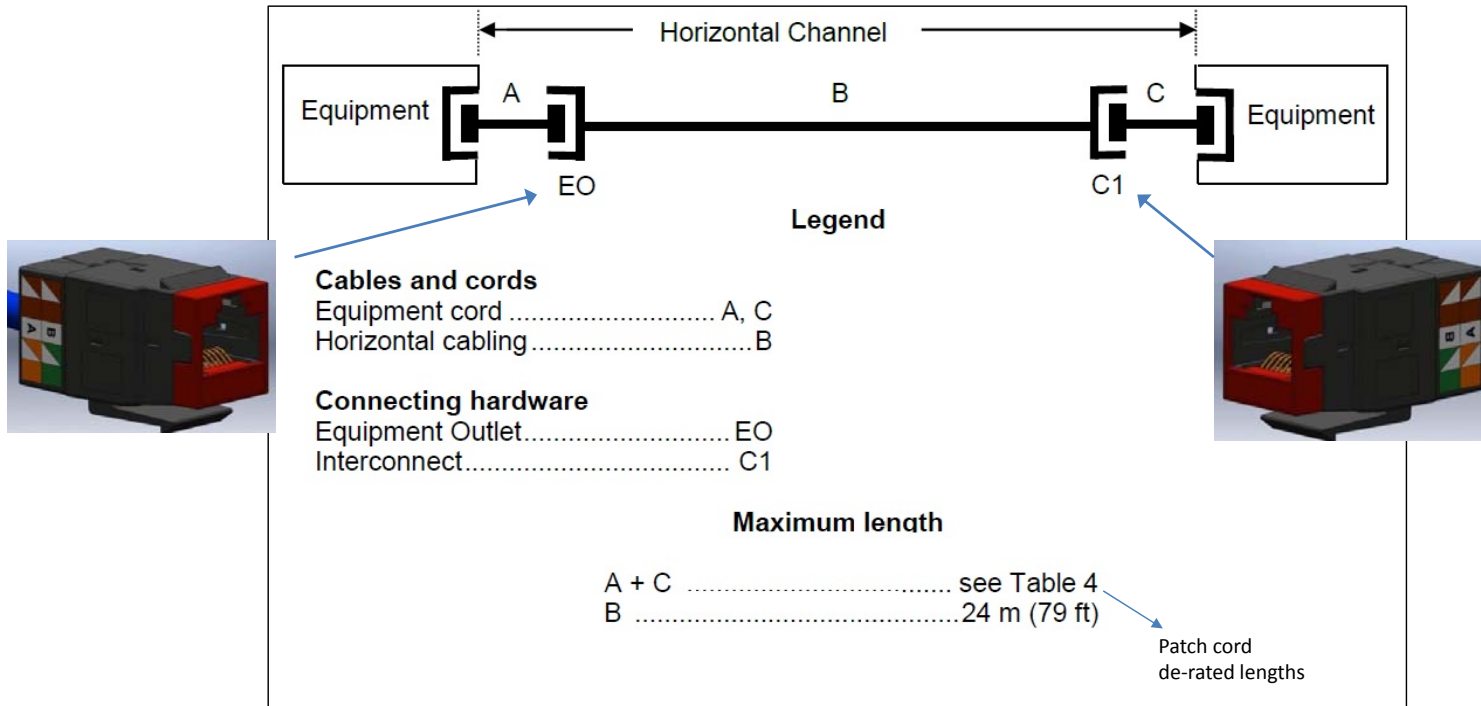 Horizontal Channel
Equipment
A
B
C
Equipment
EO
C1
Legend
A B
B A
Cables and cords
Equipment cord ............................ A, C
Horizontal cabling ..............................B
Connecting hardware
Equipment Outlet............................ EO
Interconnect .................................... C1
Maximum length
A + C .................................... see Table 4
B ..........................................24 m (79 ft)
Patch cord
de-rated lengths